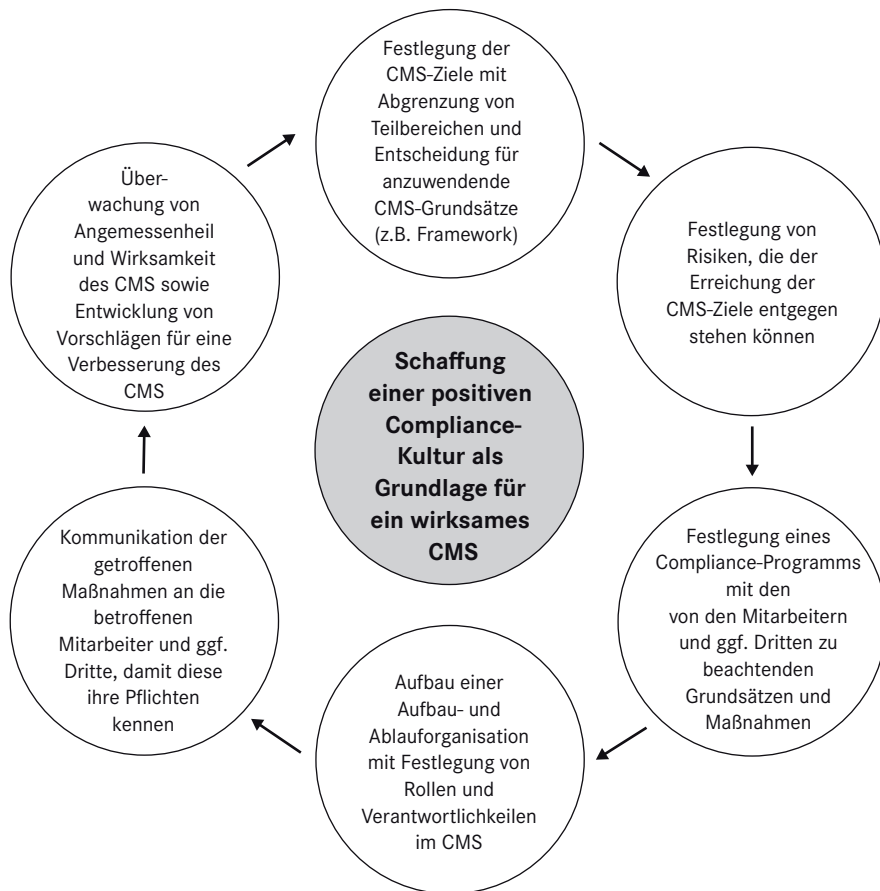 Festlegung der
CMS-Ziele mit
Abgrenzung von
Teilbereichen und
Entscheidung für
anzuwendende
CMS-Grundsätze
(z.B. Framework)
Festlegung von
Risiken, die der
Erreichung der
CMS-Ziele entgegen
stehen können
Festlegung eines
Compliance-Programms
mit den
von den Mitarbeitern
und ggf. Dritten zu
beachtenden
Grundsätzen und
Maßnahmen
Aufbau einer
Aufbau- und
Ablauforganisation
mit Festlegung von
Rollen und
Verantwortlichkeilen
im CMS
Kommunikation der
getroffenen
Maßnahmen an die
betroffenen
Mitarbeiter und ggf.
Dritte, damit diese
ihre Pflichten
kennen
Über-
wachung von
Angemessenheil
und Wirksamkeit
des CMS sowie
Entwicklung von
Vorschlägen für eine
Verbesserung des
CMS
Schaffung
einer positiven
Compliance-
Kultur als
Grundlage für
ein wirksames
CMS